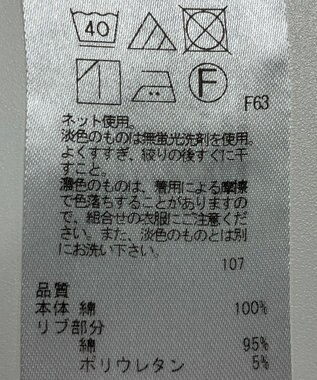 40
F
F63
ネット使用。
淡色のものは無蛍光洗剤を使用。
よくすすぎ、絞りの後すぐに干
すこと。
濃色のものは、着用による摩擦
で色落ちすることがありますの
で、組合せの衣服にご注意くだ
さい。また、淡色のものとは別
にお洗い下さい。
107
品質
本体 綿 100%
リブ部分
綿 95%
ポリウレタン 5%